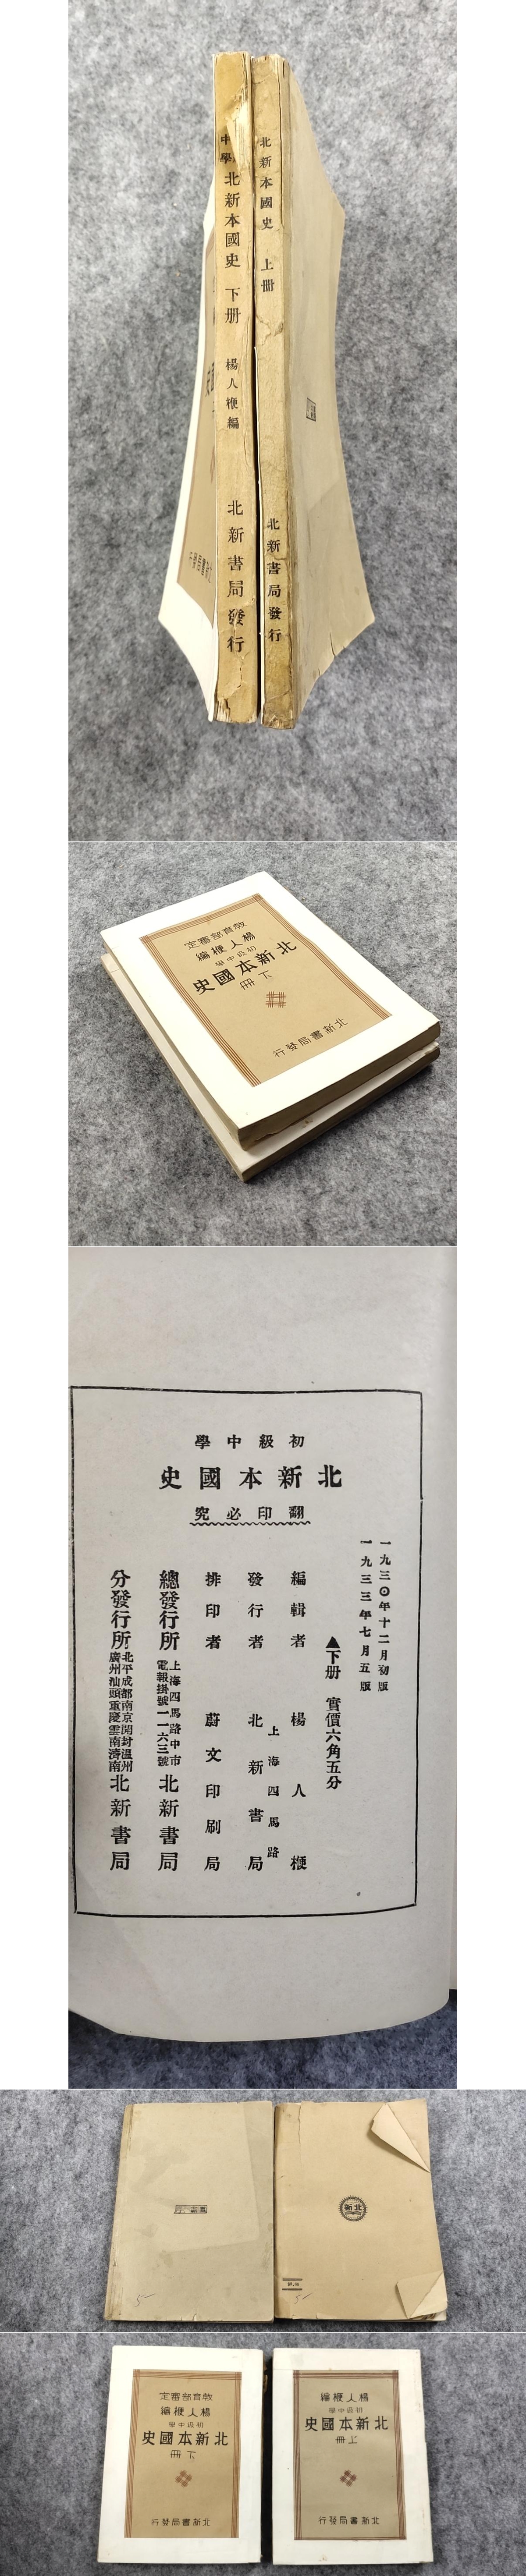 中學
北新本國史 下册
楊人楩編
北新書局發行
北新本國史 上冊
北新書局發行
教育部審定
楊人楩編
初級中學
北新本國史
下冊
北新書局發行
初級中學
北新本國史
翻印必究
一九三〇年十二月初版
一九三三年七月五版
▲下册 實價六角五分
編輯者 楊人楩
發行者 上海四馬路 北新書局
排印者 蔚文印刷局
總發行所 上海四馬路中市 電報掛號一一六三號 北新書局
分發行所 北平成都南京開封溫州 廣州汕頭重慶雲南濟南 北新書局
北新
教育部審定
楊人楩編
初級中學
北新本國史
下冊
北新書局發行
楊人楩編
初級中學
北新本國史
上冊
北新書局發行